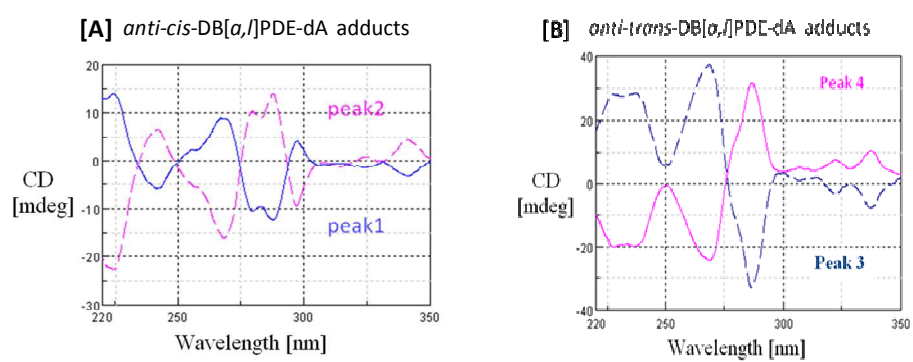 [A] anti-cis-DB[a,l]PDE-dA adducts
20
10
0
-10
-20
-30
CD
[mdeg]
peak2
peak1
220
250
300
350
Wavelength [nm]
[B] anti-trans-DB[a,l]PDE-dA adducts
40
20
0
-20
-40
CD
[mdeg]
Peak 4
Peak 3
220
250
300
350
Wavelength [nm]